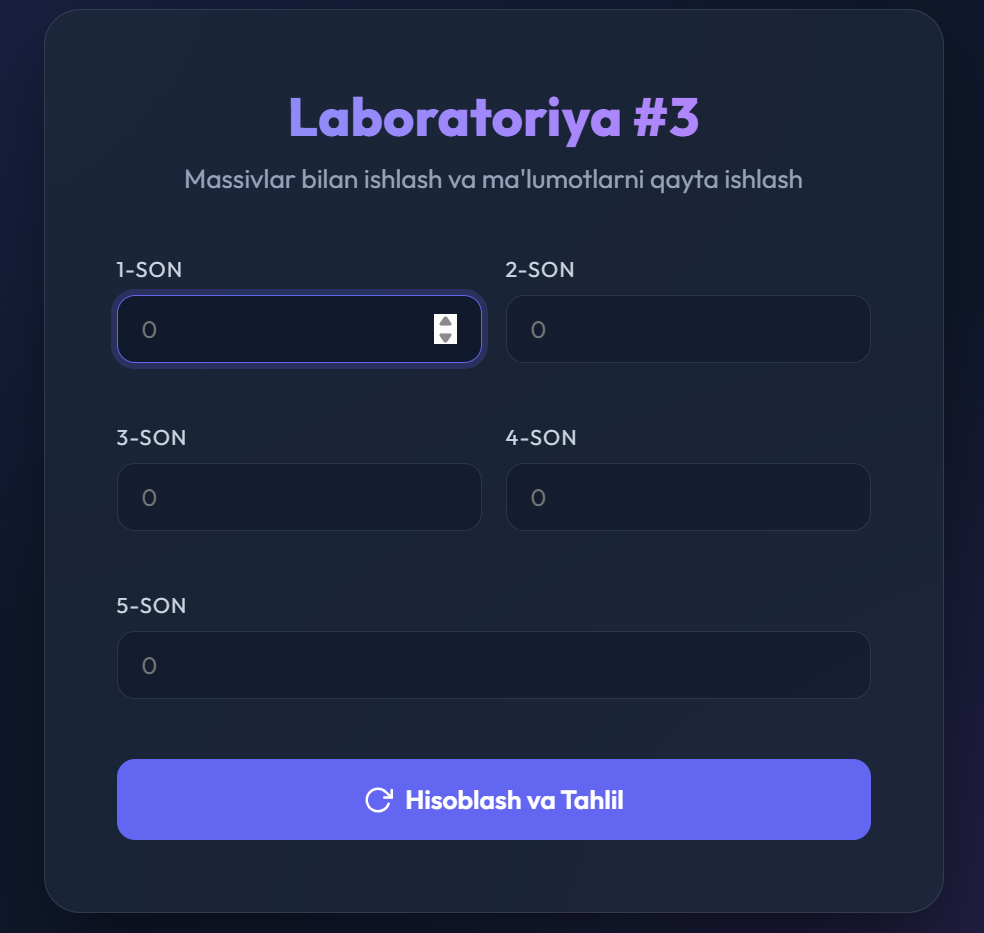 Laboratoriya #3
Massivlar bilan ishlash va ma'lumotlarni qayta ishlash
1-SON
2-SON
0
0
3-SON
4-SON
0
0
5-SON
0
Hisoblash va Tahlil